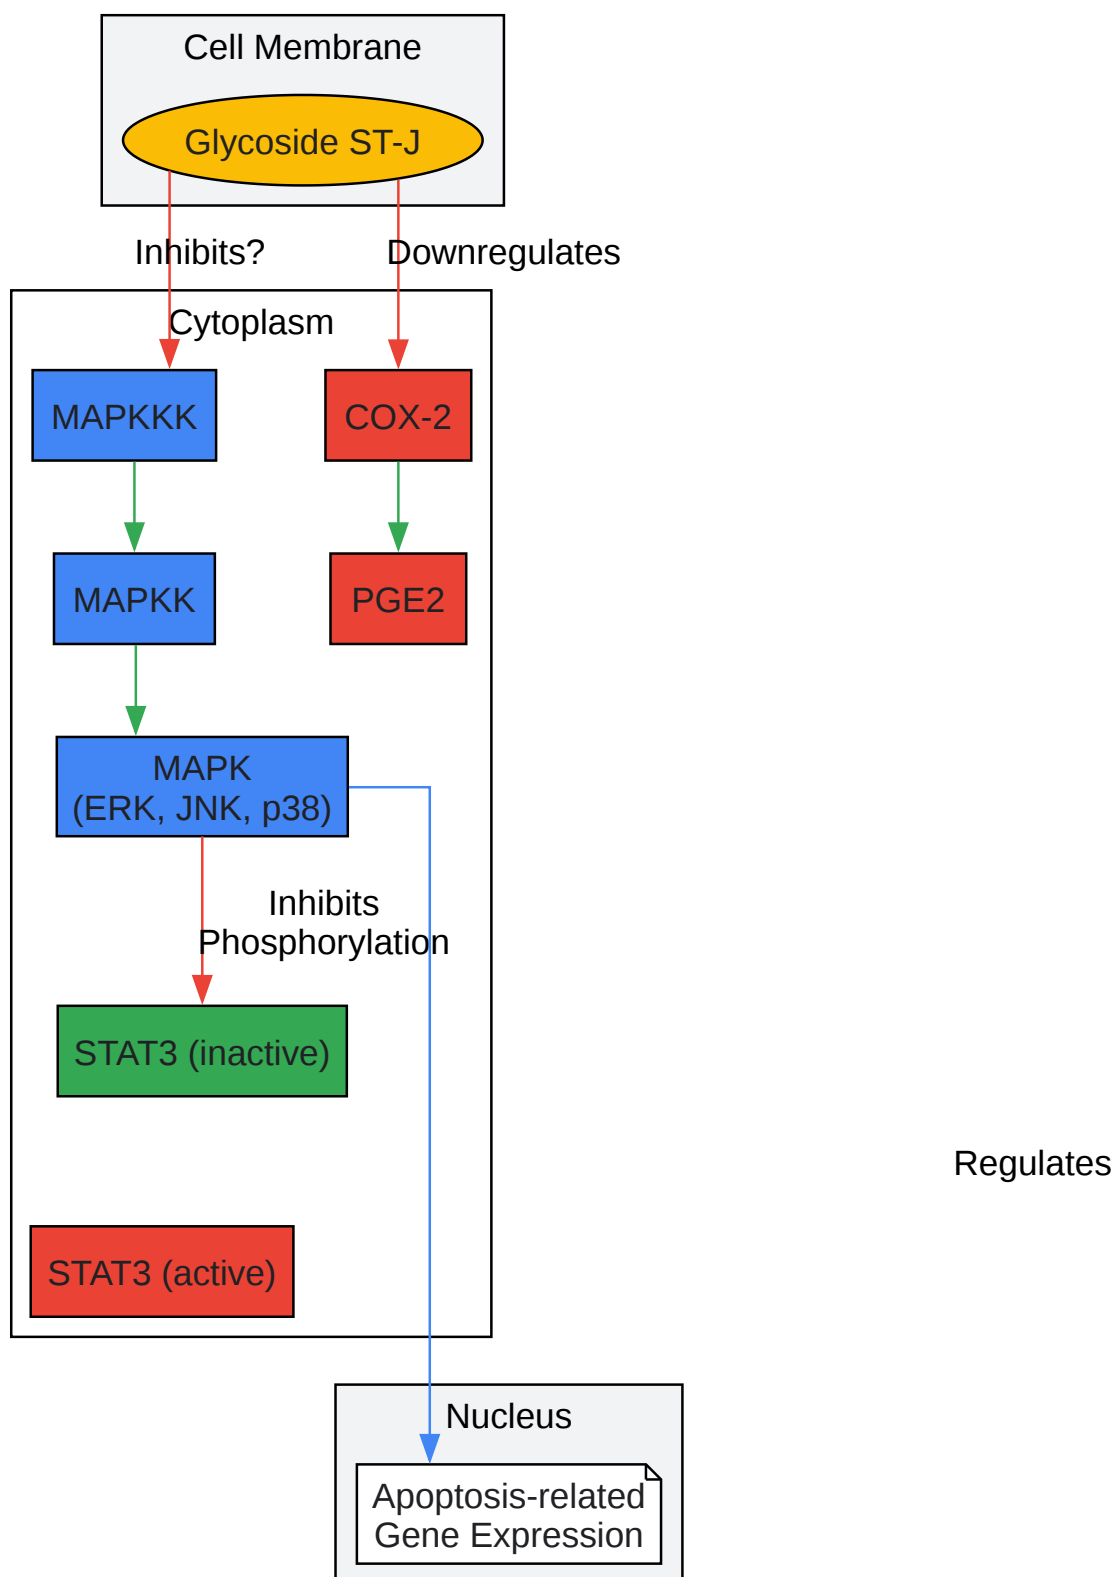 Cell Membrane
Glycoside ST-J
Inhibits?
Downregulates
Cytoplasm
MAPKKK
COX-2
MAPKK
PGE2
MAPK
(ERK, JNK, p38)
Inhibits
Phosphorylation
STAT3 (inactive)
Regulates
STAT3 (active)
Nucleus
Apoptosis-related
Gene Expression